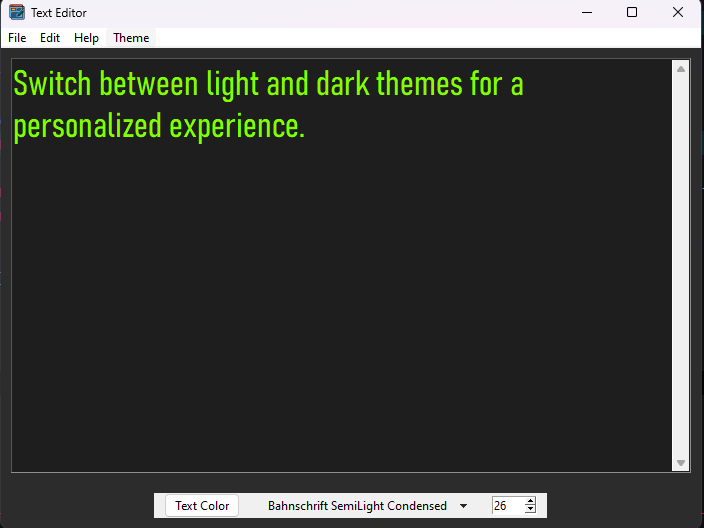 Text Editor
File Edit Help Theme
Switch between light and dark themes for a
personalized experience.
Text Color Bahnschrift SemiLight Condensed 26